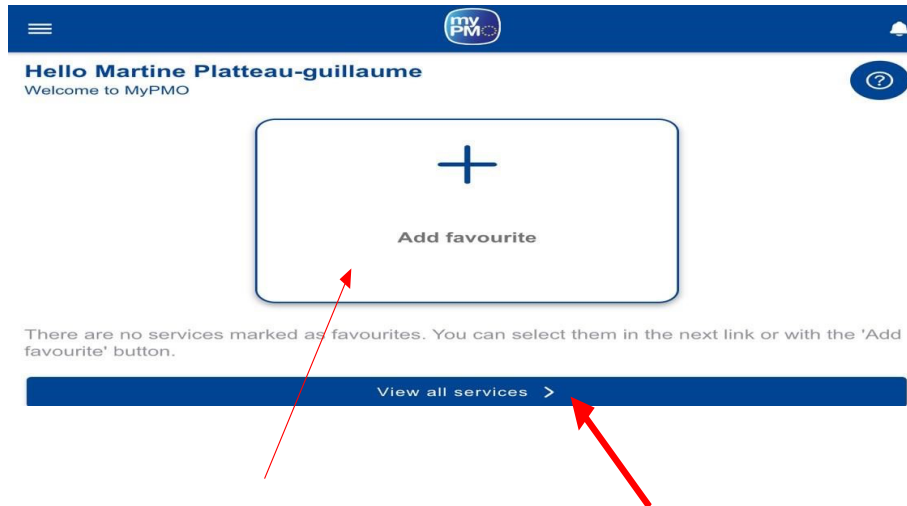 my
PMO
Hello Martine Platteau-guillaume
Welcome to MyPMO
?
Add favourite
There are no services marked as favourites. You can select them in the next link or with the 'Add
favourite' button.
View all services >